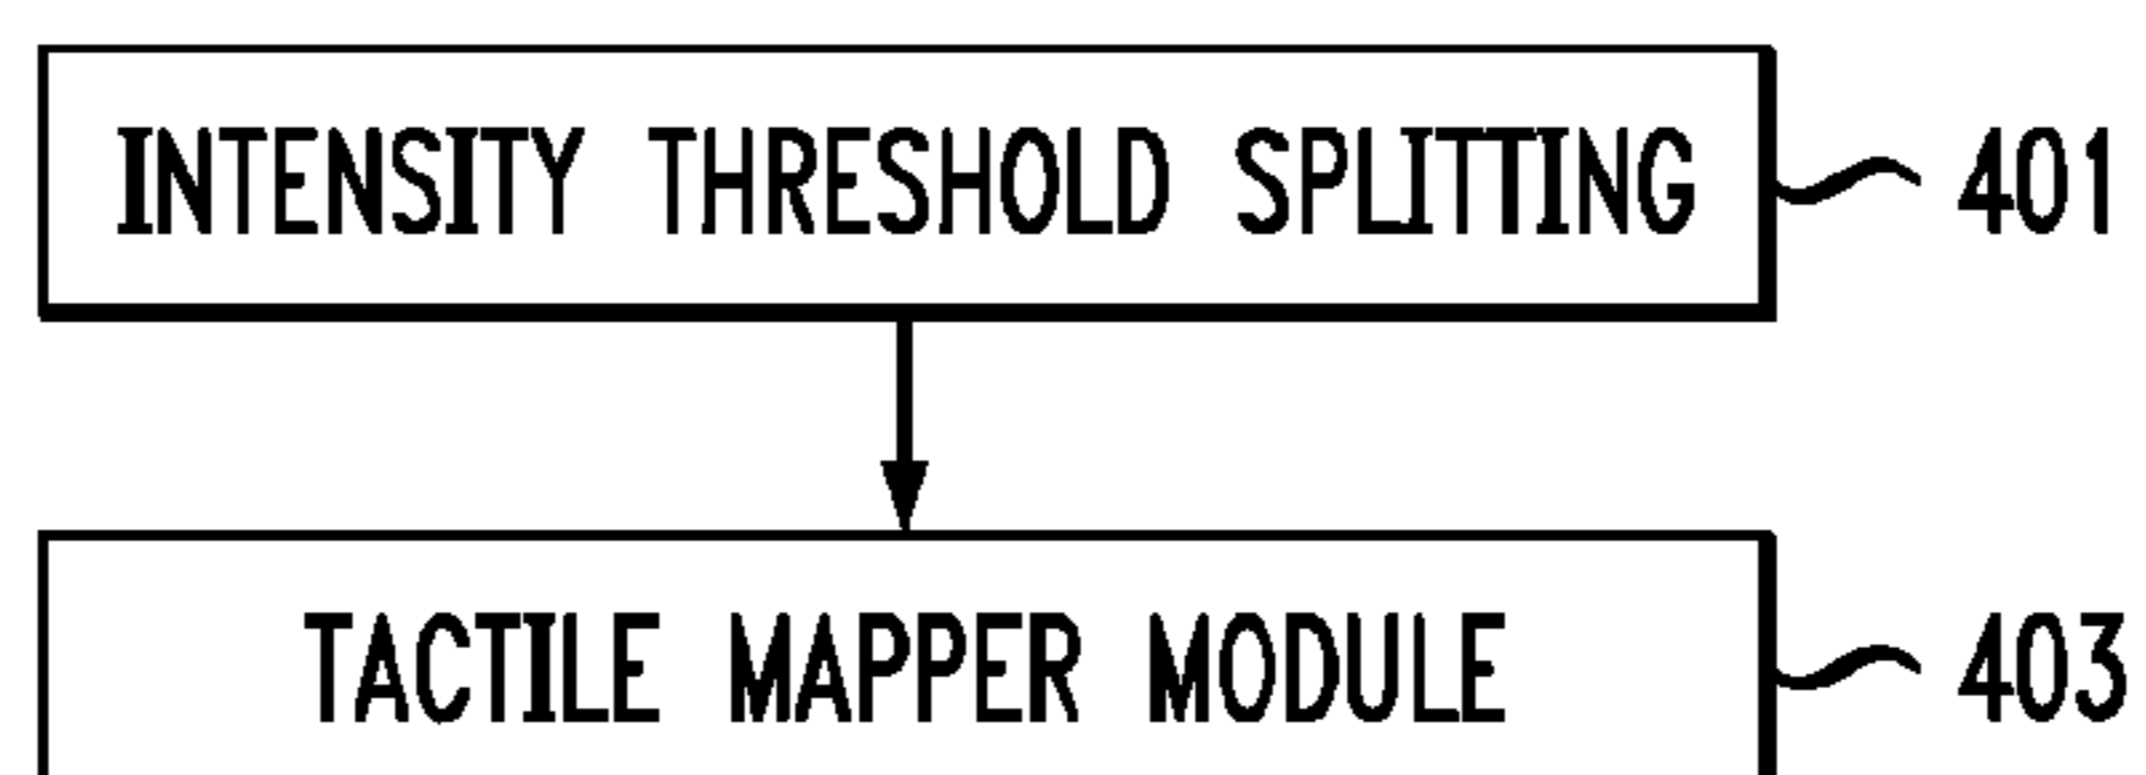 INTENSITY THRESHOLD SPLITTING 401
TACTILE MAPPER MODULE 403